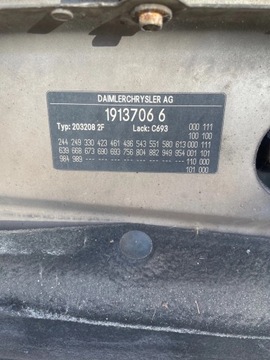 DAIMLERCHRYSLER AG
1913706 6
Typ: 203208 2F Lack: C693 000 111
100 100
244 249 330 423 461 436 543 551 580 613 000 111
639 668 673 690 693 756 804 882 949 954 001 101
984 989 --- --- --- --- --- --- --- --- 110 000
101 000